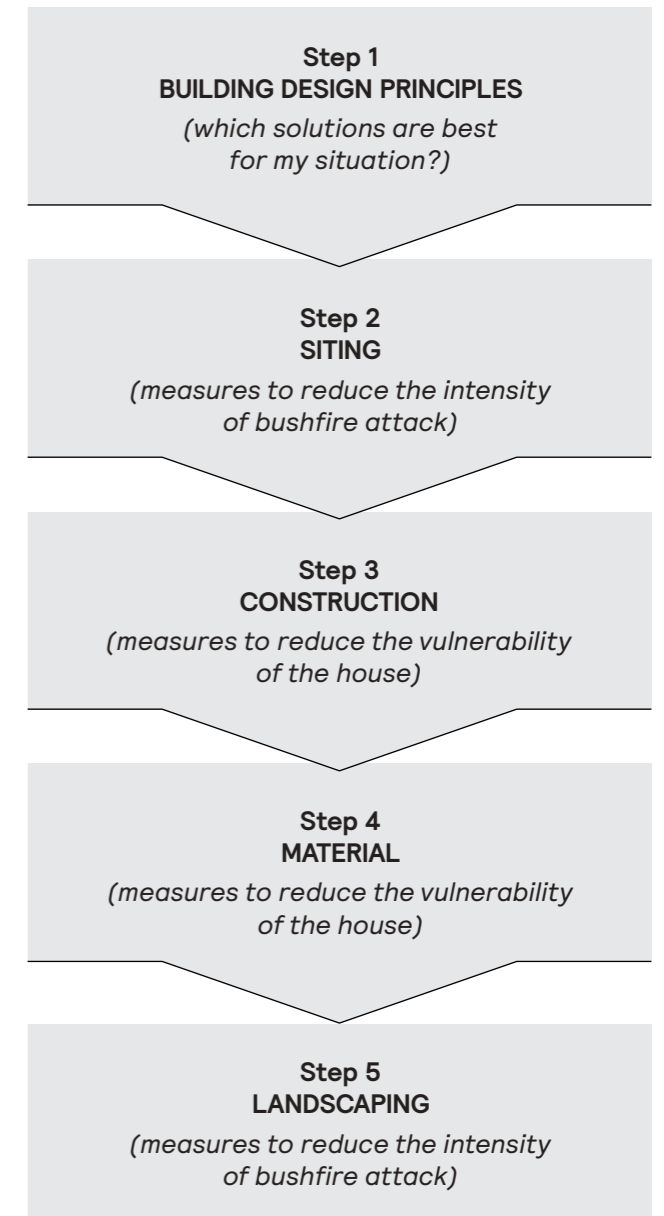 Step 1
BUILDING DESIGN PRINCIPLES
(which solutions are best
for my situation?)
Step 2
SITING
(measures to reduce the intensity
of bushfire attack)
Step 3
CONSTRUCTION
(measures to reduce the vulnerability
of the house)
Step 4
MATERIAL
(measures to reduce the vulnerability
of the house)
Step 5
LANDSCAPING
(measures to reduce the intensity
of bushfire attack)